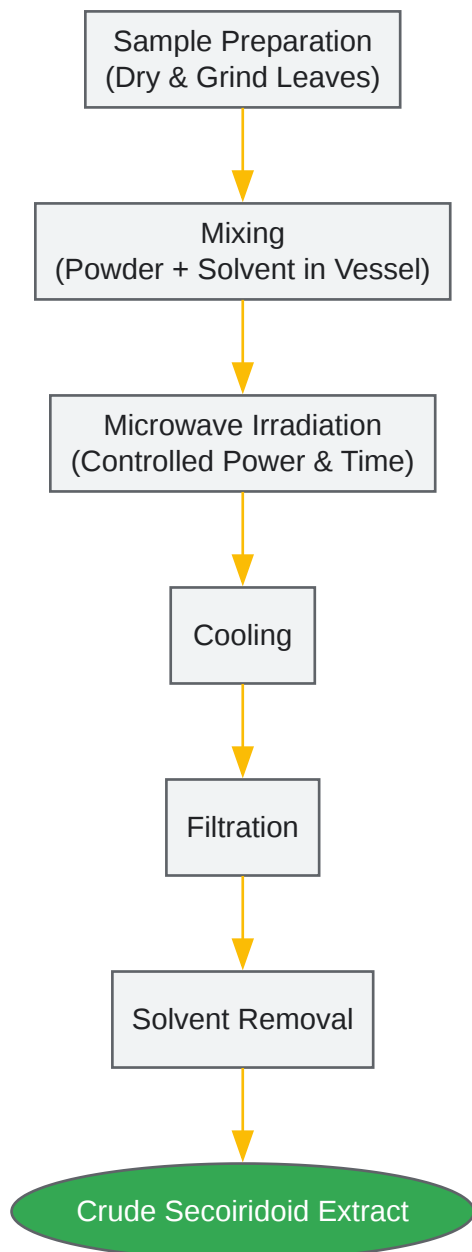 Sample Preparation
(Dry & Grind Leaves)
Mixing
(Powder + Solvent in Vessel)
Microwave Irradiation
(Controlled Power & Time)
Cooling
Filtration
Solvent Removal
Crude Secoiridoid Extract